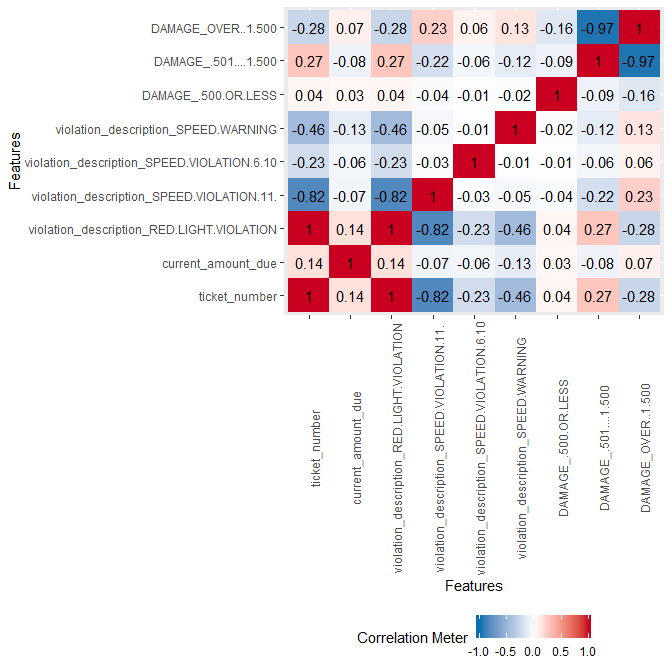 DAMAGE_OVER..1.500 -0.28 0.07 -0.28 0.23 0.06 0.13 -0.16 -0.97 1
DAMAGE_.501....1.500 0.27 -0.08 0.27 -0.22 -0.06 -0.12 -0.09 1 -0.97
DAMAGE_.500.OR.LESS 0.04 0.03 0.04 -0.04 -0.01 -0.02 1 -0.09 -0.16
violation_description_SPEED.WARNING -0.46 -0.13 -0.46 -0.05 -0.01 1 -0.02 -0.12 0.13
violation_description_SPEED.VIOLATION.6.10 -0.23 -0.06 -0.23 -0.03 1 -0.01 -0.01 -0.06 0.06
violation_description_SPEED.VIOLATION.11. -0.82 -0.07 -0.82 1 -0.03 -0.05 -0.04 -0.22 0.23
violation_description_RED.LIGHT.VIOLATION 1 0.14 1 -0.82 -0.23 -0.46 0.04 0.27 -0.28
current_amount_due 0.14 1 0.14 -0.07 -0.06 -0.13 0.03 -0.08 0.07
ticket_number 1 0.14 1 -0.82 -0.23 -0.46 0.04 0.27 -0.28
Features
ticket_number
current_amount_due
violation_description_RED.LIGHT.VIOLATION
violation_description_SPEED.VIOLATION.11.
violation_description_SPEED.VIOLATION.6.10
violation_description_SPEED.WARNING
DAMAGE_.500.OR.LESS
DAMAGE_.501....1.500
DAMAGE_OVER..1.500
Features
Correlation Meter
-1.0 -0.5 0.0 0.5 1.0